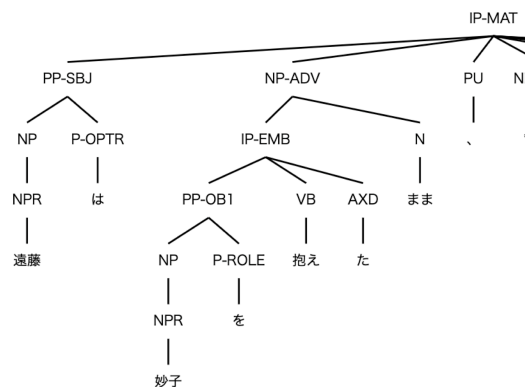 IP-MAT
PP-SBJ NP-ADV PU
NP P-OPTR IP-EMB N 、
NPR は PP-OB1 VB AXD まま
遠藤 NP P-ROLE 抱え た
NPR を
妙子